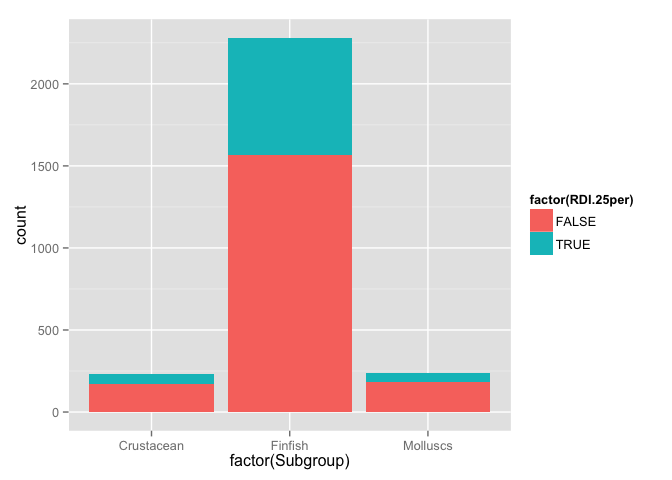 2000
1500
1000
500
0
count
Crustacean
Finfish
Molluscs
factor(Subgroup)
factor(RDI.25per)
FALSE
TRUE